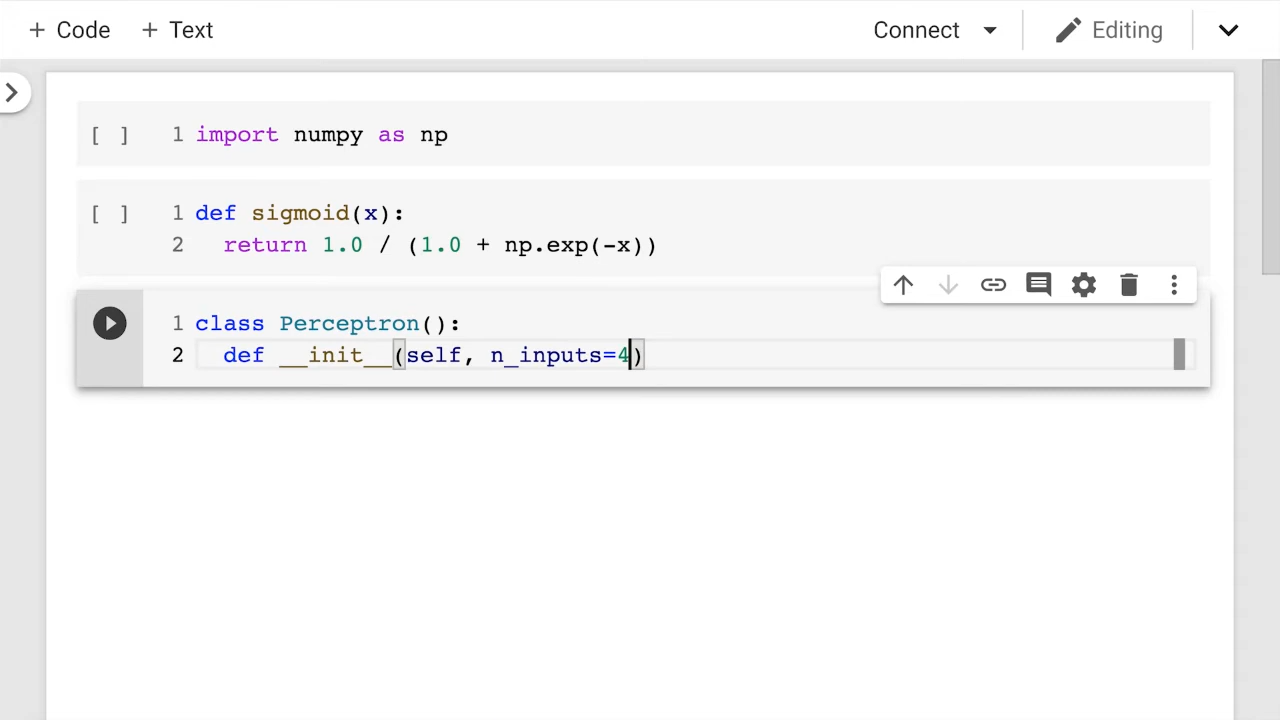 + Code + Text Connect Editing
[ ] 1 import numpy as np
[ ] 1 def sigmoid(x):
2   return 1.0 / (1.0 + np.exp(-x))
1 class Perceptron():
2   def __init__(self, n_inputs=4)